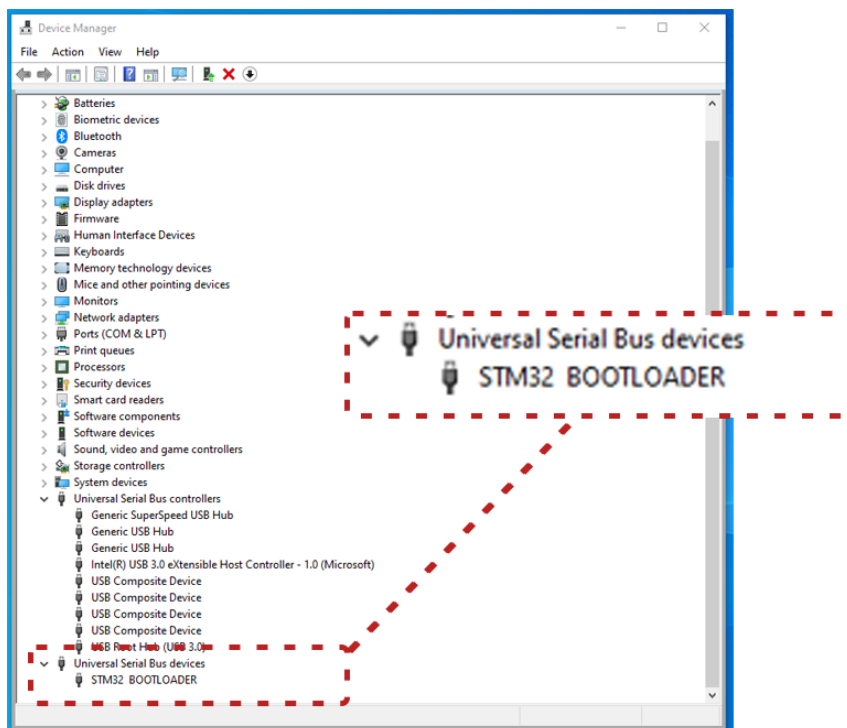 Device Manager
File Action View Help
Batteries
Biometric devices
Bluetooth
Cameras
Computer
Disk drives
Display adapters
Firmware
Human Interface Devices
Keyboards
Memory technology devices
Mice and other pointing devices
Monitors
Network adapters
Ports (COM & LPT)
Print queues
Processors
Security devices
Smart card readers
Software components
Software devices
Sound, video and game controllers
Storage controllers
System devices
Universal Serial Bus controllers
Generic SuperSpeed USB Hub
Generic USB Hub
Generic USB Hub
Intel(R) USB 3.0 eXtensible Host Controller - 1.0 (Microsoft)
USB Composite Device
USB Composite Device
USB Composite Device
USB Composite Device
USB Root Hub (USB 3.0)
Universal Serial Bus devices
STM32 BOOTLOADER
Universal Serial Bus devices
STM32 BOOTLOADER